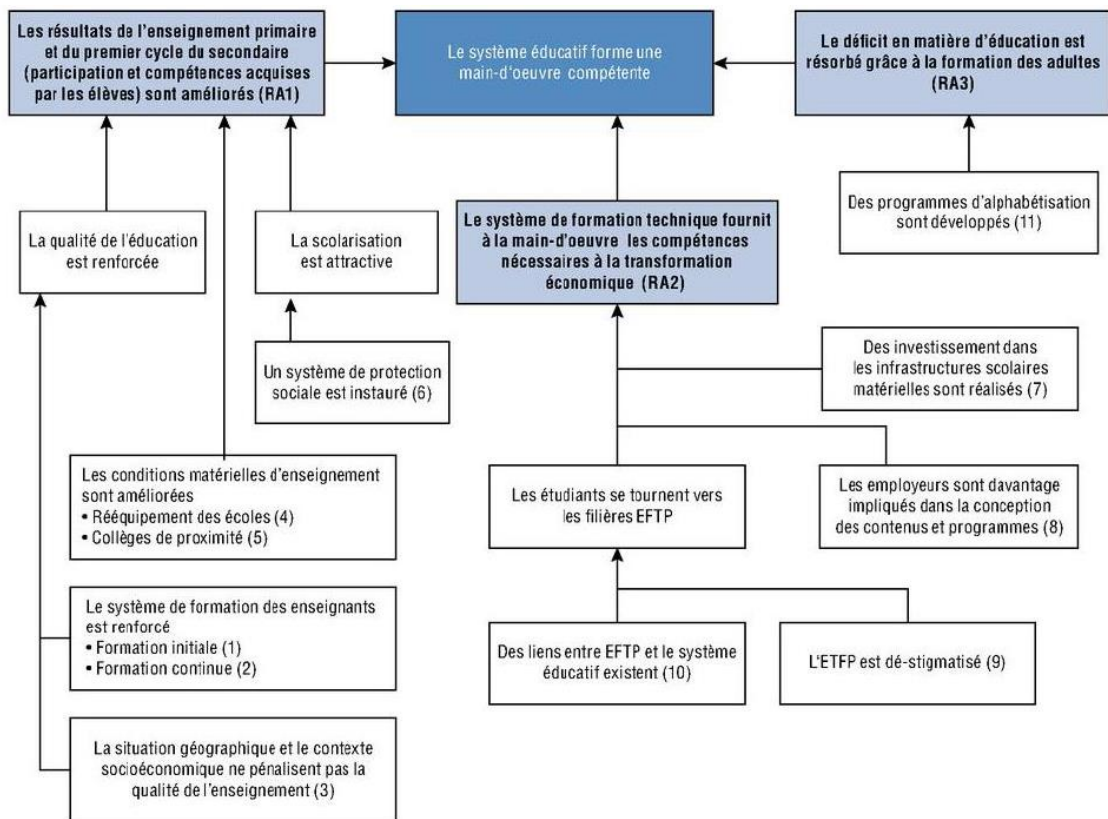 Les résultats de l'enseignement primaire
et du premier cycle du secondaire
(participation et compétences acquises
par les élèves) sont améliorés (RA1)
Le système éducatif forme une
main-d'oeuvre compétente
Le déficit en matière d'éducation est
résorbé grâce à la formation des adultes
(RA3)
La qualité de l'éducation
est renforcée
La scolarisation
est attractive
Le système de formation technique fournit
à la main-d'oeuvre les compétences
nécessaires à la transformation
économique (RA2)
Des programmes d'alphabétisation
sont développés (11)
Un système de protection
sociale est instauré (6)
Des investissement dans
les infrastructures scolaires
matérielles sont réalisés (7)
Les conditions matérielles d'enseignement
sont améliorées
• Rééquipement des écoles (4)
• Collèges de proximité (5)
Les étudiants se tournent vers
les filières EFTP
Les employeurs sont davantage
impliqués dans la conception
des contenus et programmes (8)
Le système de formation des enseignants
est renforcé
• Formation initiale (1)
• Formation continue (2)
Des liens entre EFTP et le système
éducatif existent (10)
L'ETFP est dé-stigmatisé (9)
La situation géographique et le contexte
socioéconomique ne pénalisent pas la
qualité de l'enseignement (3)